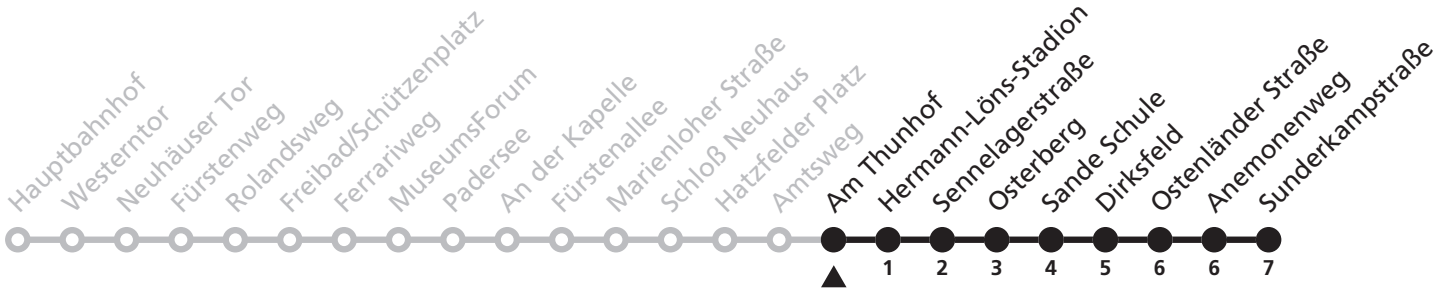 Hauptbahnhof
Westerntor
Neuhäuser Tor
Fürstenweg
Rolandsweg
Freibad/Schützenplatz
Ferrariweg
MuseumsForum
Padersee
An der Kapelle
Fürstenallee
Marienloher Straße
Schloß Neuhaus
Hatzfelder Platz
Amtsweg
Am Thunhof
Hermann-Löns-Stadion
Sennelagerstraße
Osterberg
Sande Schule
Dirksfeld
Ostenländer Straße
Anemonenweg
Sunderkampstraße
1 2 3 4 5 6 6 7